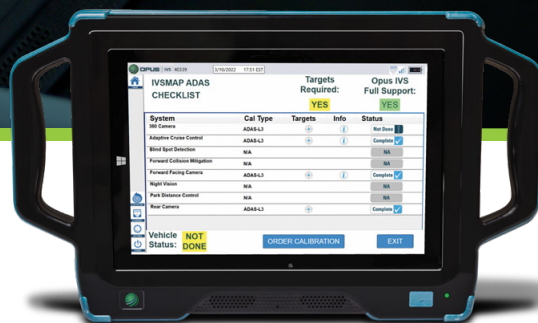 OPUS IVS 40339 3/16/2022 17:51 EST
IVSMAP ADAS CHECKLIST
Targets Required: YES
Opus IVS Full Support: YES
System Cal Type Targets Info Status
360 Camera ADAS-L3 Not Done
Adaptive Cruise Control ADAS-L3 Complete
Blind Spot Detection N/A NA
Forward Collision Mitigation N/A NA
Forward Facing Camera ADAS-L3 Complete
Night Vision N/A NA
Park Distance Control N/A NA
Rear Camera ADAS-L3 Complete
Vehicle Status: NOT DONE
ORDER CALIBRATION
EXIT